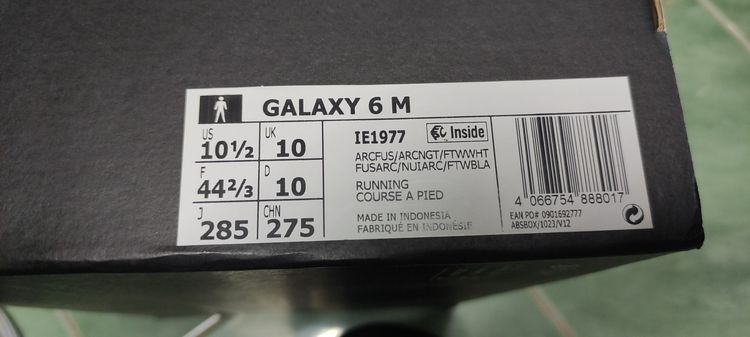 GALAXY 6 M
US
10½
UK
10
F
44⅔
D
10
J
285
CHN
275
IE1977
Inside
ARCFUS/ARCNGT/FTWWHT
FUSARC/NUIARC/FTWBLA
RUNNING
COURSE A PIED
MADE IN INDONESIA
FABRIQUÉ EN INDONÉSIE
4 066754 888017
EAN PO# 0901692777
ABSBOX/1023/V12